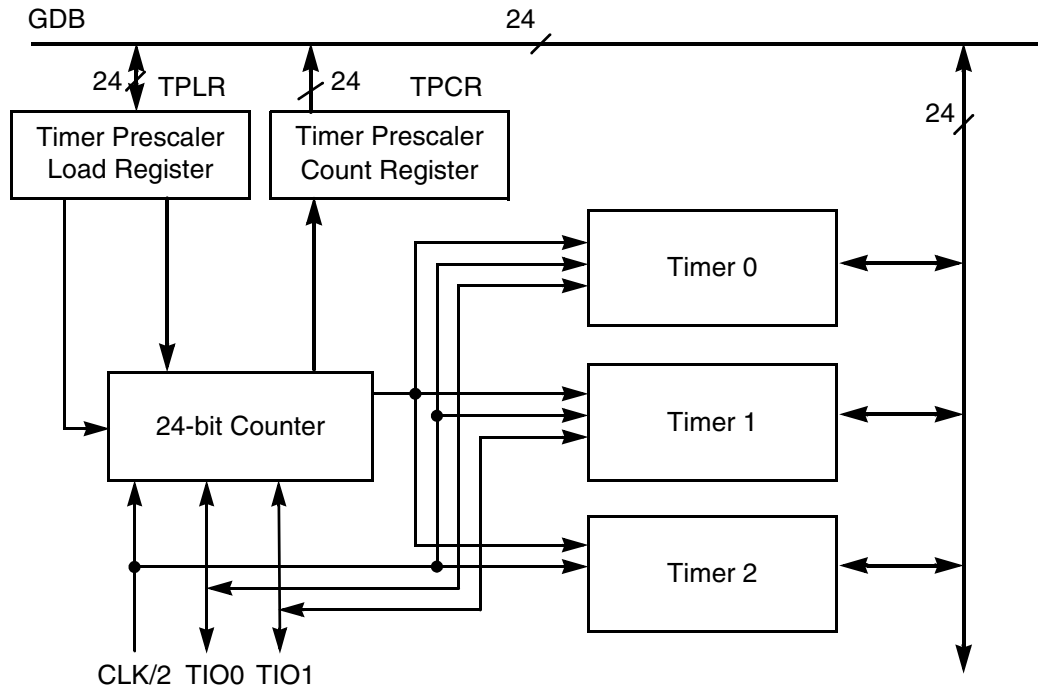 GDB
24
24
TPLR
24
TPCR
24
Timer Prescaler
Load Register
Timer Prescaler
Count Register
Timer 0
24-bit Counter
Timer 1
Timer 2
CLK/2
TIO0
TIO1